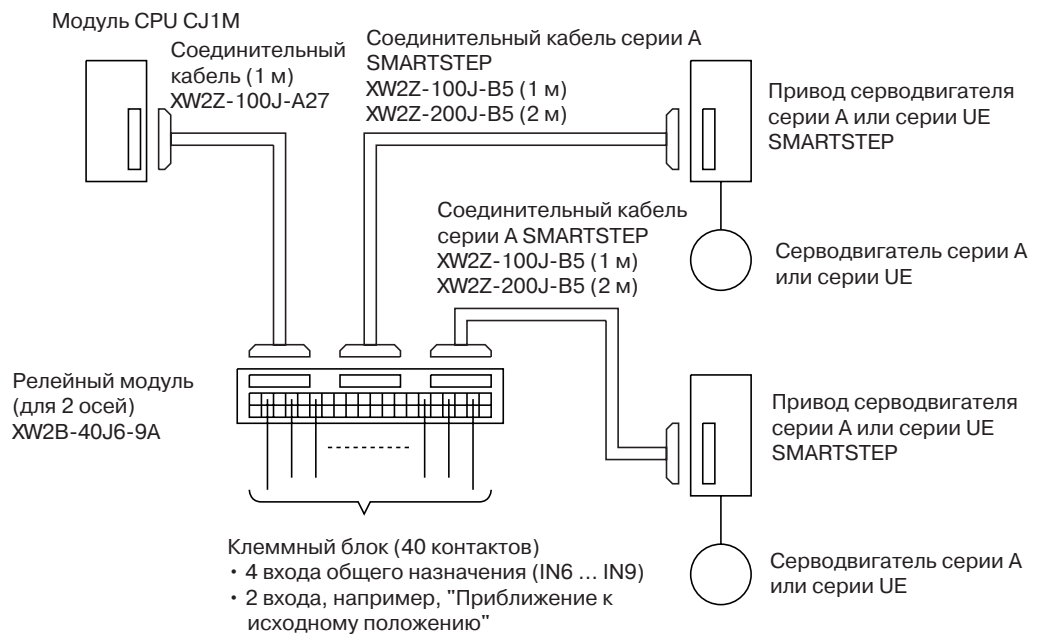 Модуль CPU CJ1M
Соединительный
кабель (1 м)
XW2Z-100J-A27
Соединительный кабель серии A
SMARTSTEP
XW2Z-100J-B5 (1 м)
XW2Z-200J-B5 (2 м)
Привод серводвигателя
серии A или серии UE
SMARTSTEP
Соединительный кабель
серии A SMARTSTEP
XW2Z-100J-B5 (1 м)
XW2Z-200J-B5 (2 м)
Серводвигатель серии A
или серии UE
Релейный модуль
(для 2 осей)
XW2B-40J6-9A
Привод серводвигателя
серии A или серии UE
SMARTSTEP
Клеммный блок (40 контактов)
· 4 входа общего назначения (IN6 ... IN9)
· 2 входа, например, "Приближение к
исходному положению"
Серводвигатель серии A
или серии UE